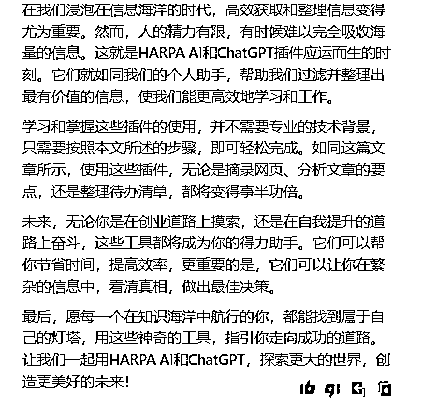 在我们浸泡在信息海洋的时代，高效获取和整理信息变得
尤为重要。然而，人的精力有限，有时候难以完全吸收海
量的信息。这就是HARPA AI和ChatGPT插件应运而生的时
刻。它们就如同我们的个人助手，帮助我们过滤并整理出
最有价值的信息，使我们能更高效地学习和工作。
学习和掌握这些插件的使用，并不需要专业的技术背景，
只需要按照本文所述的步骤，即可轻松完成。如同这篇文
章所示，使用这些插件，无论是摘录网页、分析文章的要
点，还是整理待办清单，都将变得事半功倍。
未来，无论你是在创业道路上摸索，还是在自我提升的道
路上奋斗，这些工具都将成为你的得力助手。它们可以帮
你节省时间，提高效率，更重要的是，它们可以让你在繁
杂的信息中，看清真相，做出最佳决策。
最后，愿每一个在知识海洋中航行的你，都能找到属于自
己的灯塔，用这些神奇的工具，指引你走向成功的道路。
让我们一起用HARPA AI和ChatGPT，探索更大的世界，创
造更美好的未来！